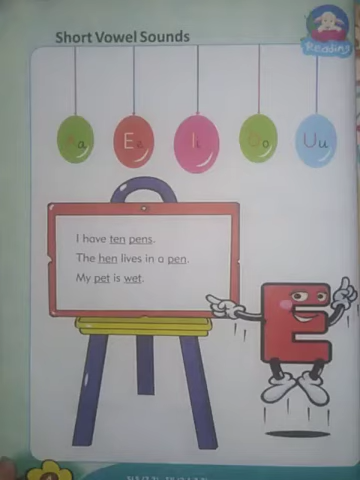 Short Vowel Sounds
Reading
Aa Ee Ii Oo Uu
I have ten pens.
The hen lives in a pen.
My pet is wet.
E